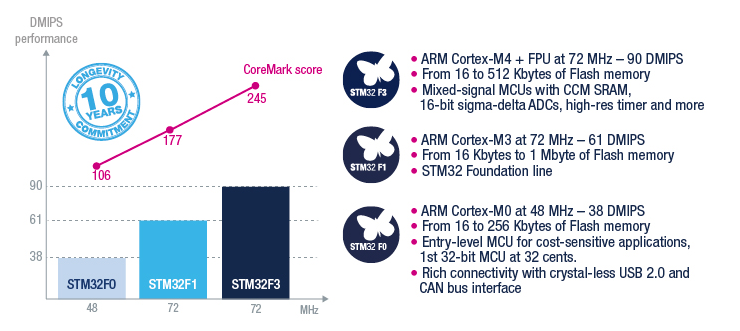 DMIPS
performance
LONGEVITY
10
YEARS
COMMITMENT
CoreMark score
245
177
106
90
61
38
STM32F0
STM32F1
STM32F3
48
72
72
MHz
STM32 F3
• ARM Cortex-M4 + FPU at 72 MHz – 90 DMIPS
• From 16 to 512 Kbytes of Flash memory
• Mixed-signal MCUs with CCM SRAM,
16-bit sigma-delta ADCs, high-res timer and more
STM32 F1
• ARM Cortex-M3 at 72 MHz – 61 DMIPS
• From 16 Kbytes to 1 Mbyte of Flash memory
• STM32 Foundation line
STM32 F0
• ARM Cortex-M0 at 48 MHz – 38 DMIPS
• From 16 to 256 Kbytes of Flash memory
• Entry-level MCU for cost-sensitive applications,
1st 32-bit MCU at 32 cents.
• Rich connectivity with crystal-less USB 2.0 and
CAN bus interface